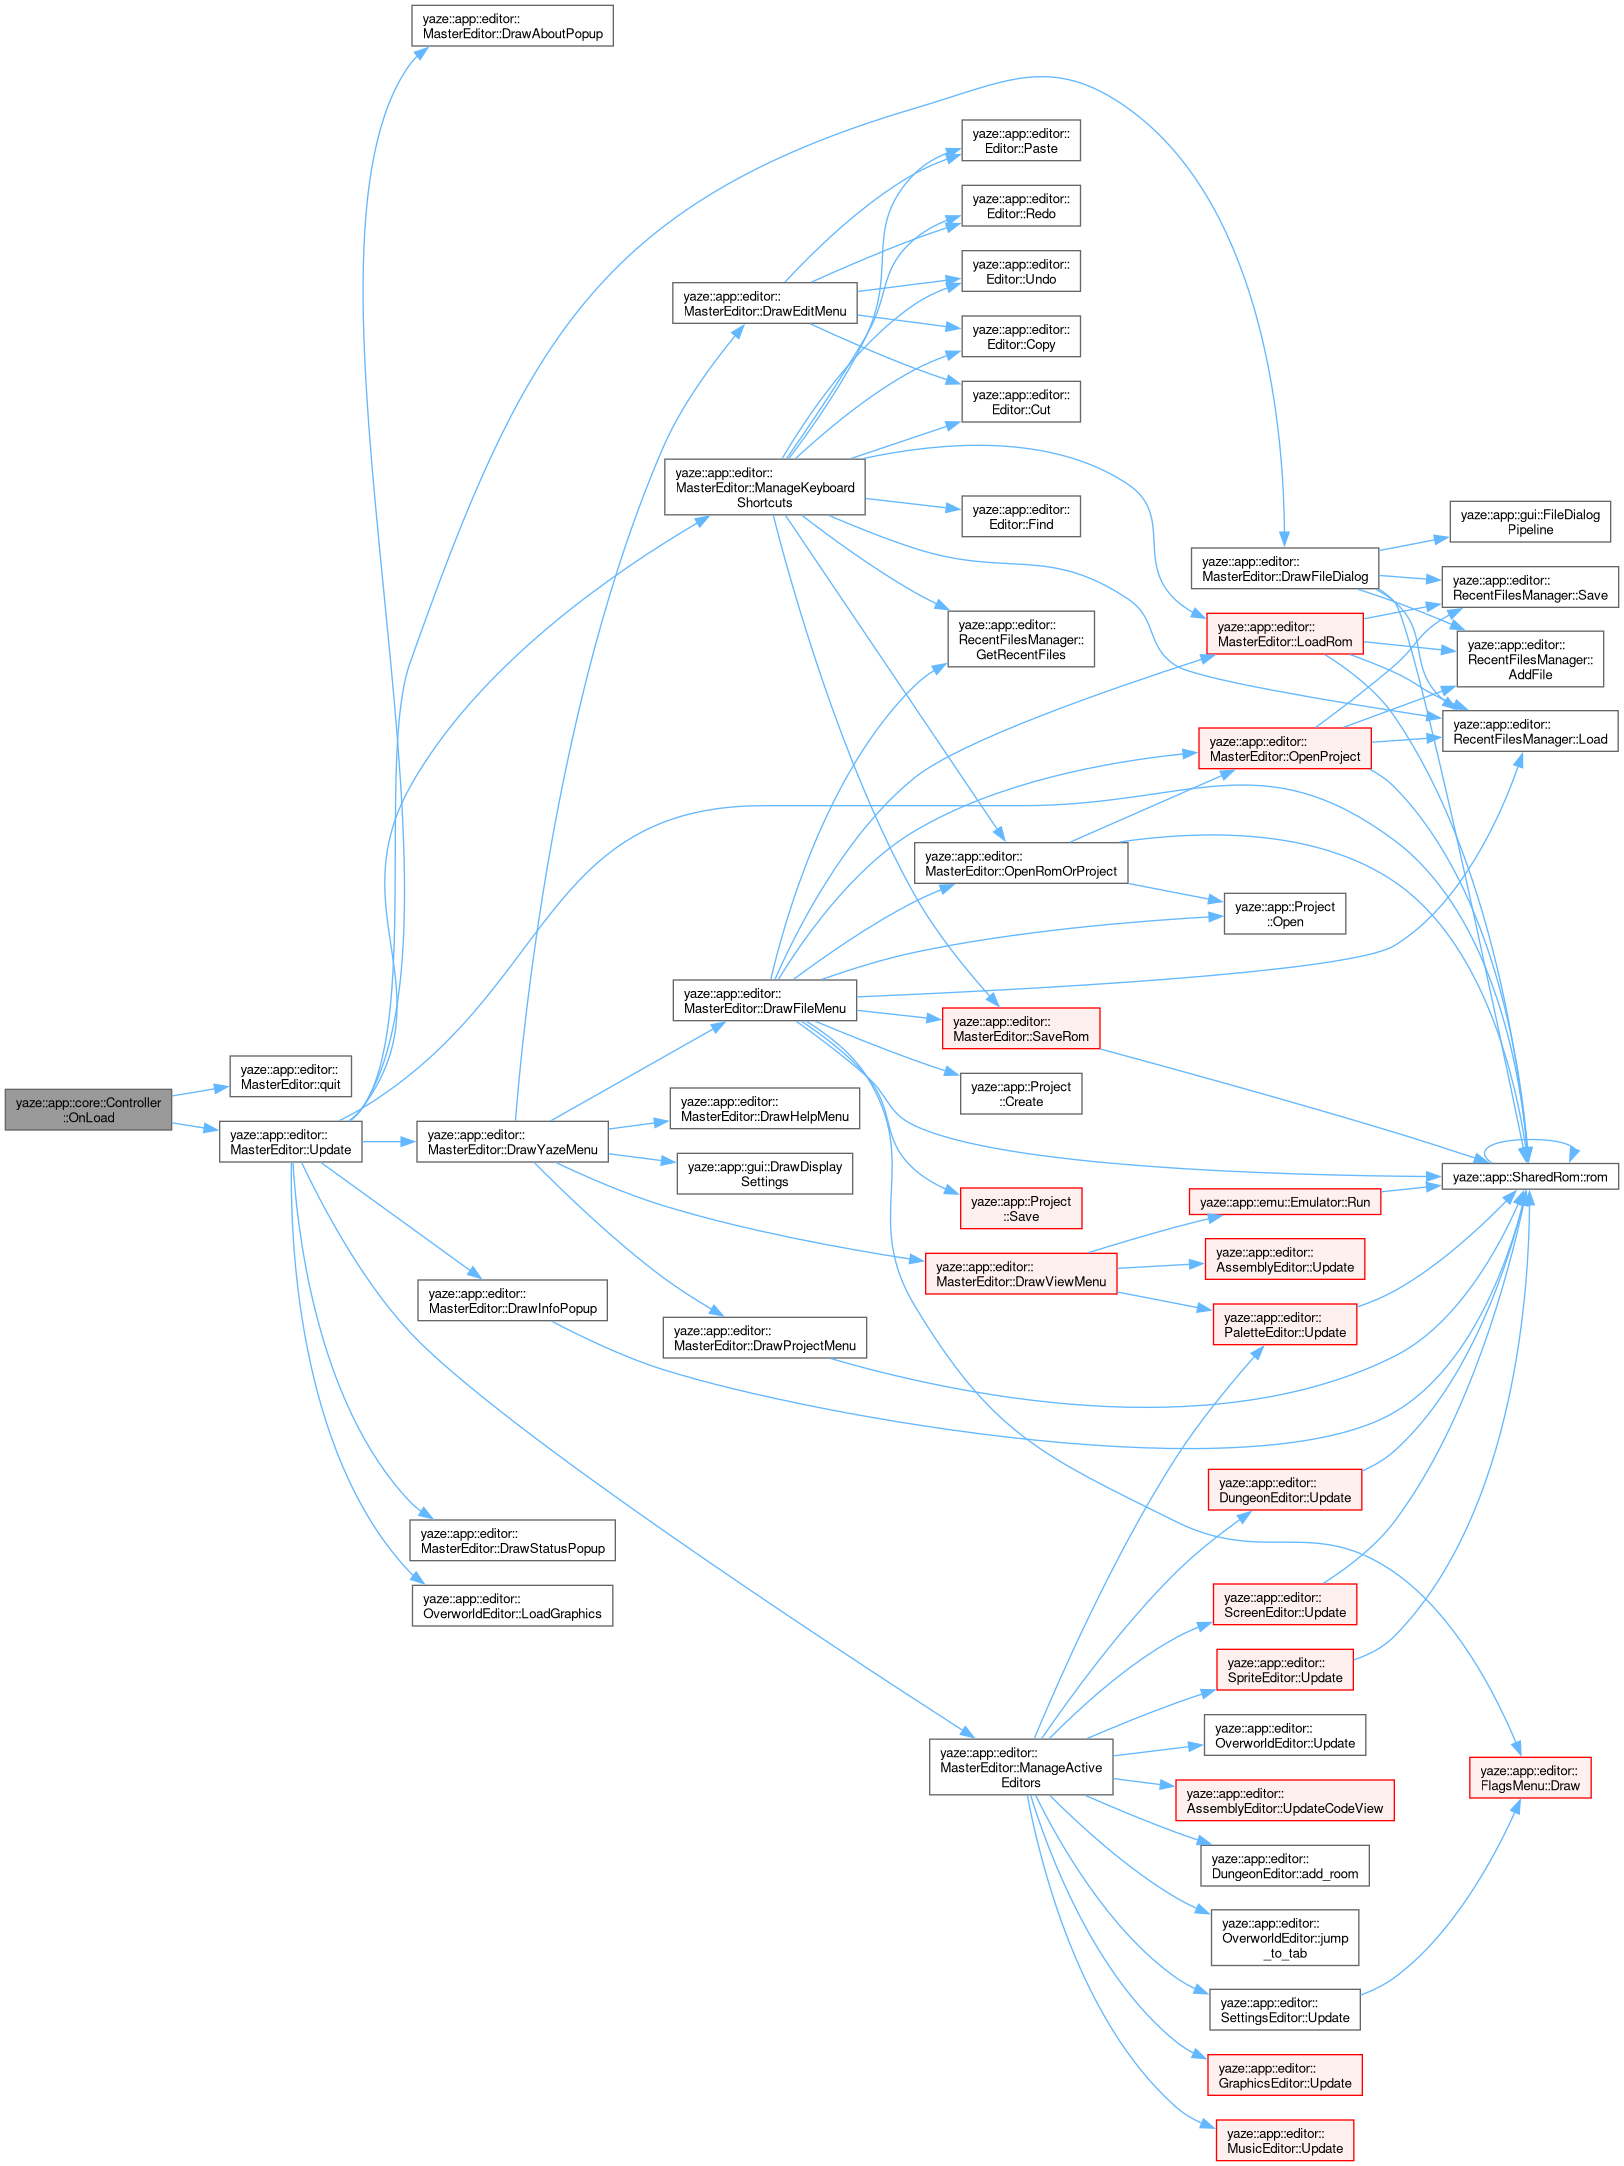 yaze::app::editor::
MasterEditor::DrawAboutPopup
yaze::app::editor::
Editor::Paste
yaze::app::editor::
Editor::Redo
yaze::app::editor::
Editor::Undo
yaze::app::editor::
MasterEditor::DrawEditMenu
yaze::app::editor::
Editor::Copy
yaze::app::editor::
Editor::Cut
yaze::app::editor::
MasterEditor::ManageKeyboard
Shortcuts
yaze::app::editor::
Editor::Find
yaze::app::gui::FileDialog
Pipeline
yaze::app::editor::
MasterEditor::DrawFileDialog
yaze::app::editor::
RecentFilesManager::Save
yaze::app::editor::
RecentFilesManager::
GetRecentFiles
yaze::app::editor::
MasterEditor::LoadRom
yaze::app::editor::
RecentFilesManager::
AddFile
yaze::app::editor::
RecentFilesManager::Load
yaze::app::editor::
MasterEditor::OpenProject
yaze::app::editor::
MasterEditor::OpenRomOrProject
yaze::app::Project
::Open
yaze::app::editor::
MasterEditor::DrawFileMenu
yaze::app::editor::
MasterEditor::SaveRom
yaze::app::editor::
MasterEditor::quit
yaze::app::Project
::Create
yaze::app::core::Controller
::OnLoad
yaze::app::editor::
MasterEditor::DrawHelpMenu
yaze::app::editor::
MasterEditor::Update
yaze::app::editor::
MasterEditor::DrawYazeMenu
yaze::app::gui::DrawDisplay
Settings
yaze::app::SharedRom::rom
yaze::app::Project
::Save
yaze::app::emu::Emulator::Run
yaze::app::editor::
AssemblyEditor::Update
yaze::app::editor::
MasterEditor::DrawViewMenu
yaze::app::editor::
MasterEditor::DrawInfoPopup
yaze::app::editor::
PaletteEditor::Update
yaze::app::editor::
MasterEditor::DrawProjectMenu
yaze::app::editor::
DungeonEditor::Update
yaze::app::editor::
MasterEditor::DrawStatusPopup
yaze::app::editor::
OverworldEditor::LoadGraphics
yaze::app::editor::
ScreenEditor::Update
yaze::app::editor::
SpriteEditor::Update
yaze::app::editor::
OverworldEditor::Update
yaze::app::editor::
MasterEditor::ManageActive
Editors
yaze::app::editor::
FlagsMenu::Draw
yaze::app::editor::
AssemblyEditor::UpdateCodeView
yaze::app::editor::
DungeonEditor::add_room
yaze::app::editor::
OverworldEditor::jump
_to_tab
yaze::app::editor::
SettingsEditor::Update
yaze::app::editor::
GraphicsEditor::Update
yaze::app::editor::
MusicEditor::Update